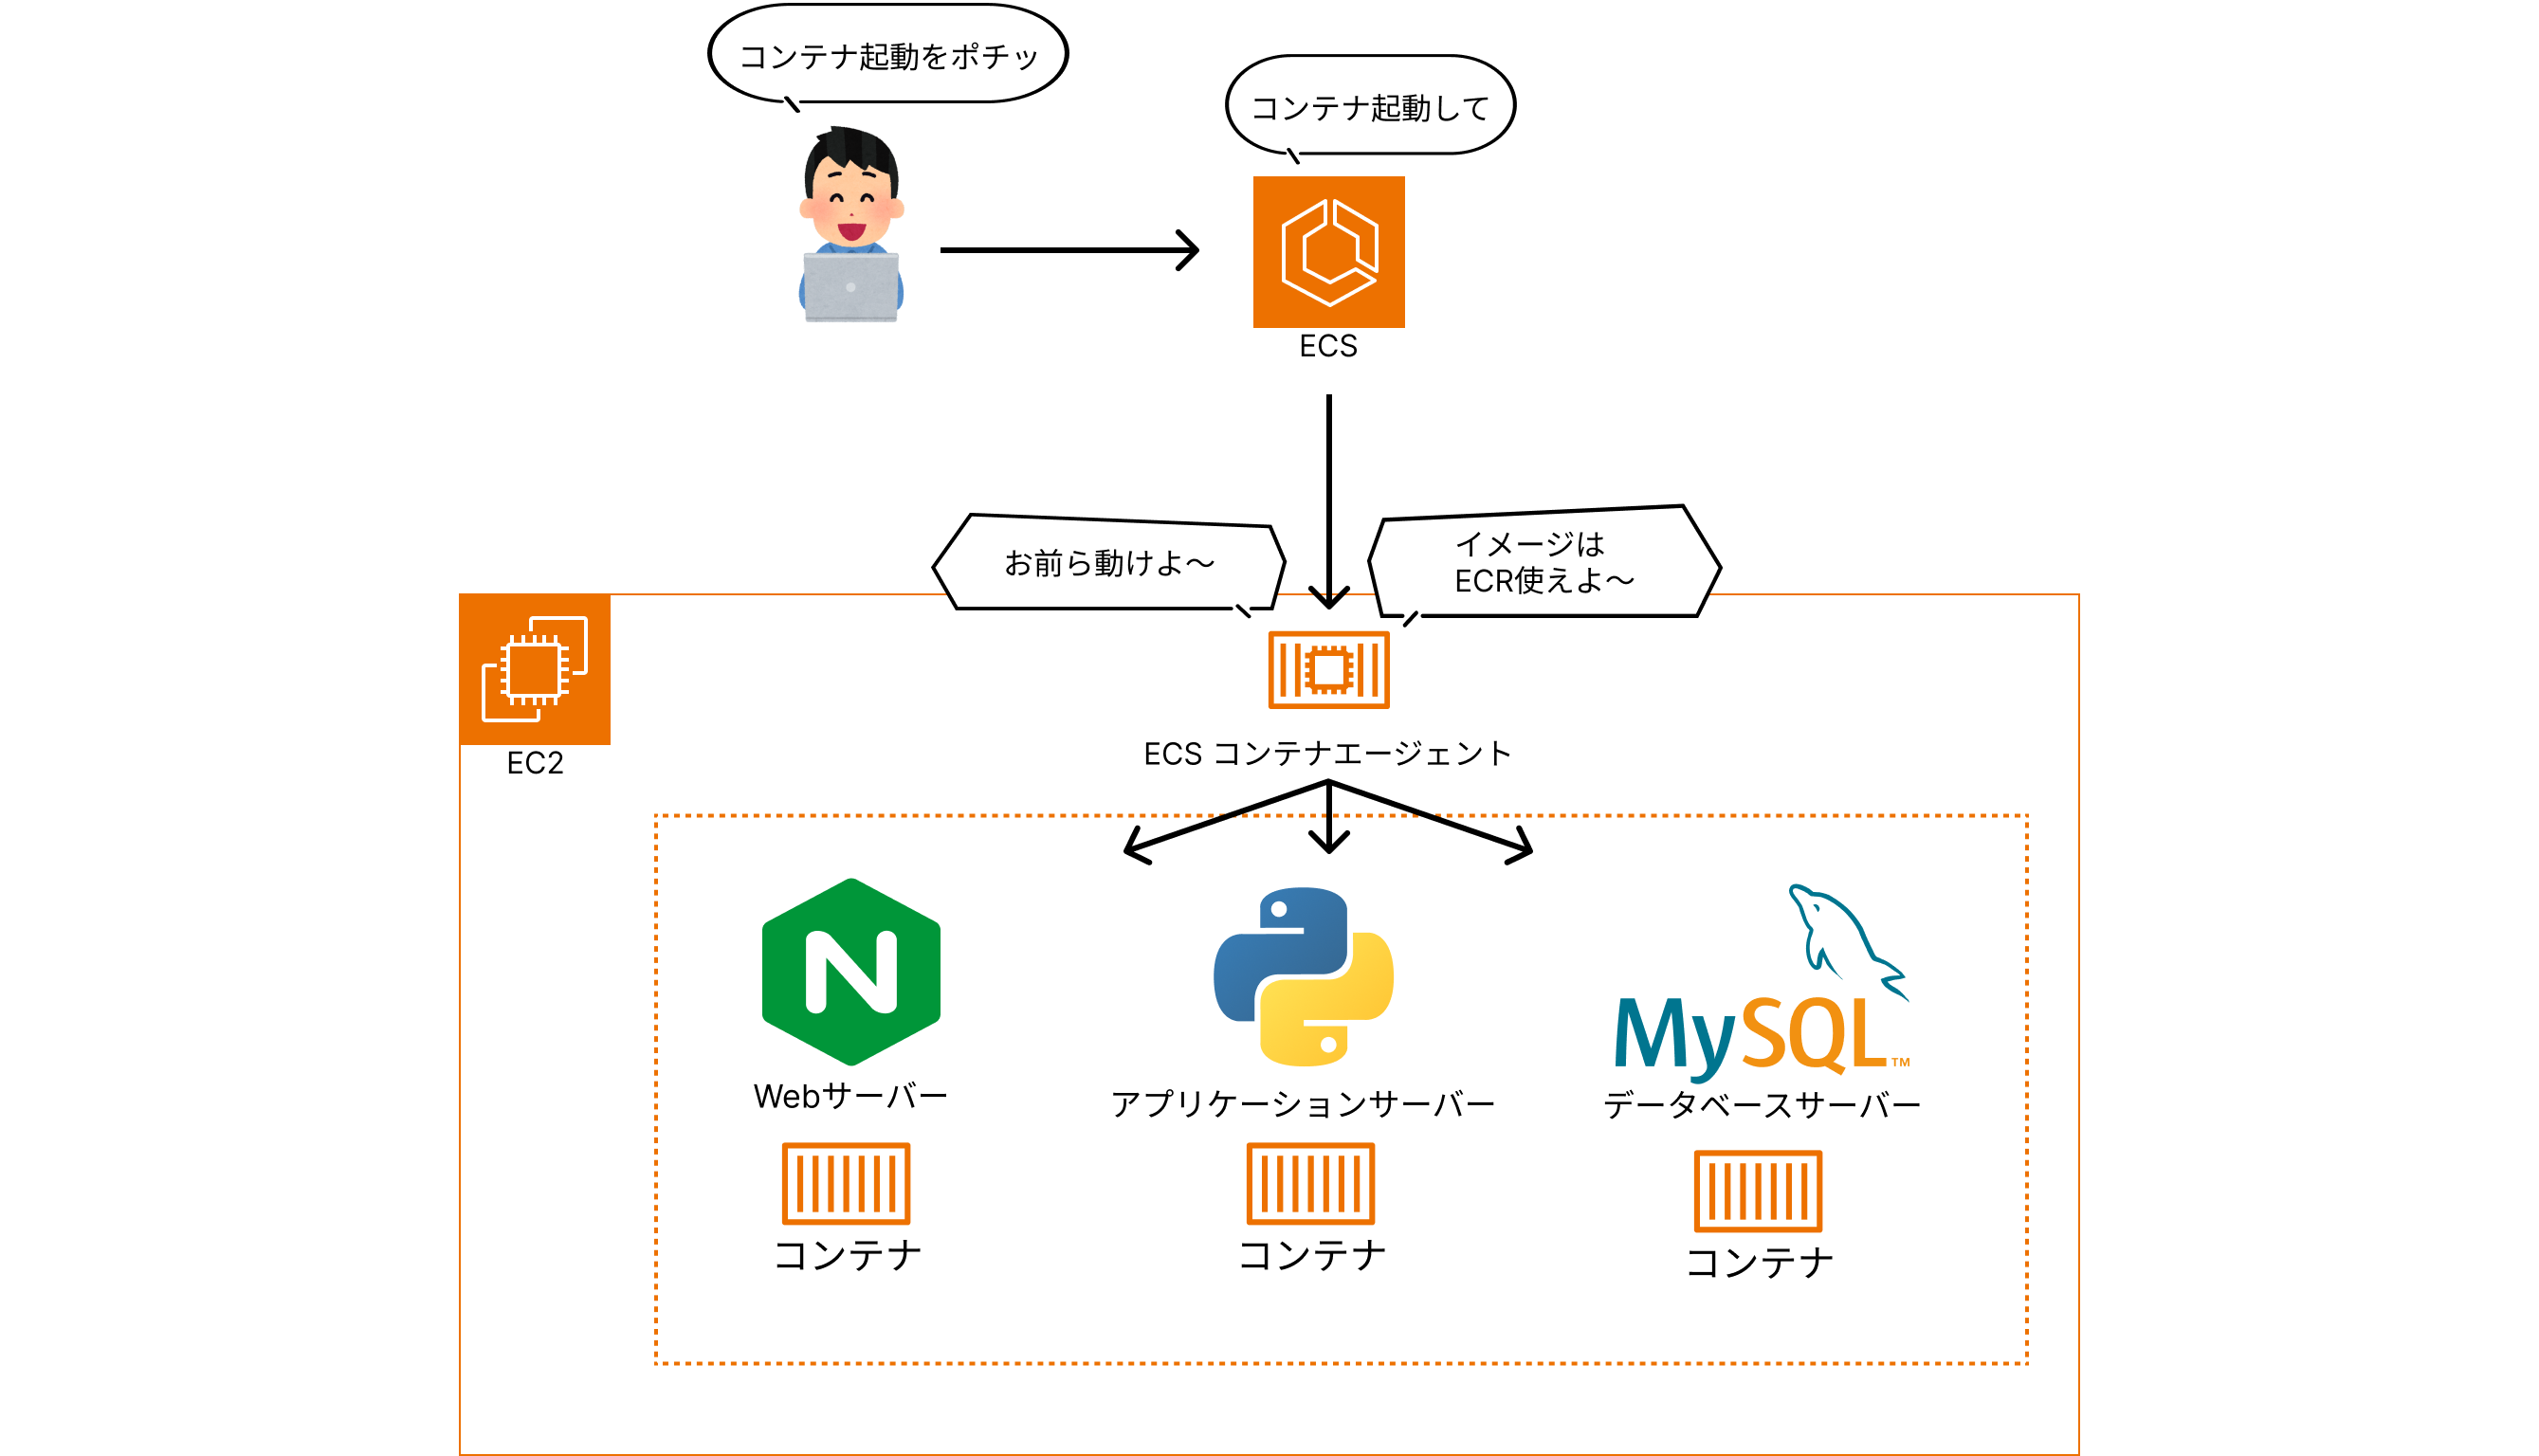 コンテナ起動をポチッ
コンテナ起動して
ECS
お前ら動けよ〜
イメージは
ECR使えよ〜
EC2
ECS コンテナエージェント
N
MySQL™
Webサーバー
アプリケーションサーバー
データベースサーバー
コンテナ
コンテナ
コンテナ